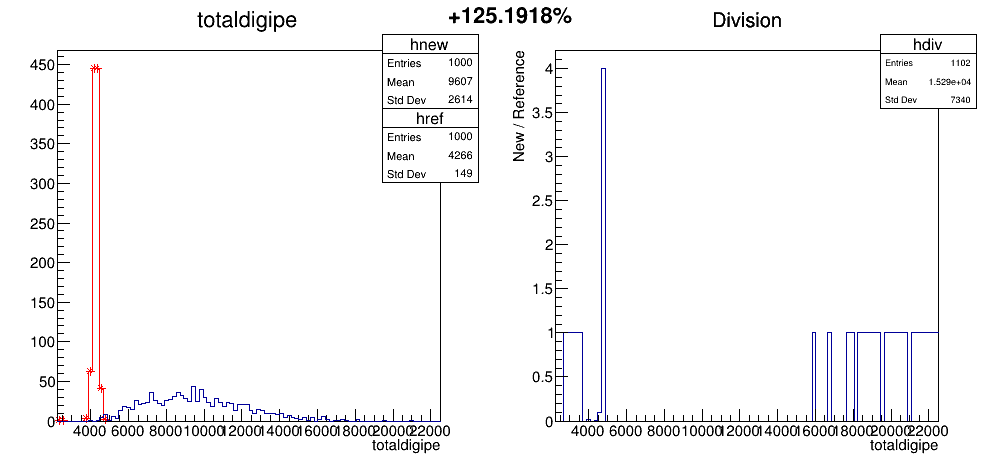 +125.1918%
totaldigipe
hnew
Entries 1000
Mean 9607
Std Dev 2614
href
Entries 1000
Mean 4266
Std Dev 149
450
400
350
300
250
200
150
100
50
0
4000 6000 8000 10000 12000 14000 16000 18000 20000 22000
totaldigipe
Division
hdiv
Entries 1102
Mean 1.529e+04
Std Dev 7340
New / Reference
4
3.5
3
2.5
2
1.5
1
0.5
0
4000 6000 8000 10000 12000 14000 16000 18000 20000 22000
totaldigipe